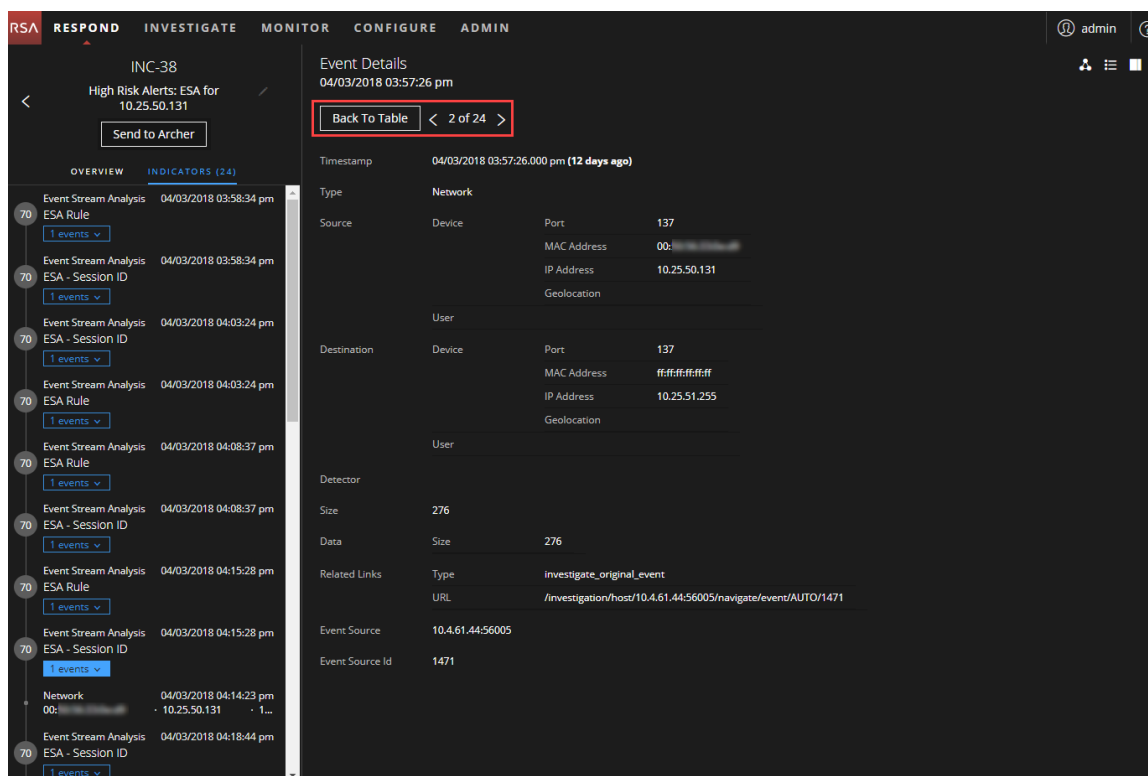 RSA RESPOND INVESTIGATE MONITOR CONFIGURE ADMIN admin
INC-38
High Risk Alerts: ESA for
10.25.50.131
Send to Archer
OVERVIEW INDICATORS (24)
Event Stream Analysis 04/03/2018 03:58:34 pm
70 ESA Rule
1 events
Event Stream Analysis 04/03/2018 03:58:34 pm
70 ESA - Session ID
1 events
Event Stream Analysis 04/03/2018 04:03:24 pm
70 ESA - Session ID
1 events
Event Stream Analysis 04/03/2018 04:03:24 pm
70 ESA Rule
1 events
Event Stream Analysis 04/03/2018 04:08:37 pm
70 ESA Rule
1 events
Event Stream Analysis 04/03/2018 04:08:37 pm
70 ESA - Session ID
1 events
Event Stream Analysis 04/03/2018 04:15:28 pm
70 ESA Rule
1 events
Event Stream Analysis 04/03/2018 04:15:28 pm
70 ESA - Session ID
1 events
Network 04/03/2018 04:14:23 pm
00: · 10.25.50.131 · 1...
Event Stream Analysis 04/03/2018 04:18:44 pm
70 ESA - Session ID
1 events
Event Details
04/03/2018 03:57:26 pm
Back To Table < 2 of 24 >
Timestamp 04/03/2018 03:57:26.000 pm (12 days ago)
Type Network
Source Device Port 137
MAC Address 00:
IP Address 10.25.50.131
Geolocation
User
Destination Device Port 137
MAC Address ff:ff:ff:ff:ff:ff
IP Address 10.25.51.255
Geolocation
User
Detector
Size 276
Data Size 276
Related Links Type investigate_original_event
URL /investigation/host/10.4.61.44:56005/navigate/event/AUTO/1471
Event Source 10.4.61.44:56005
Event Source Id 1471